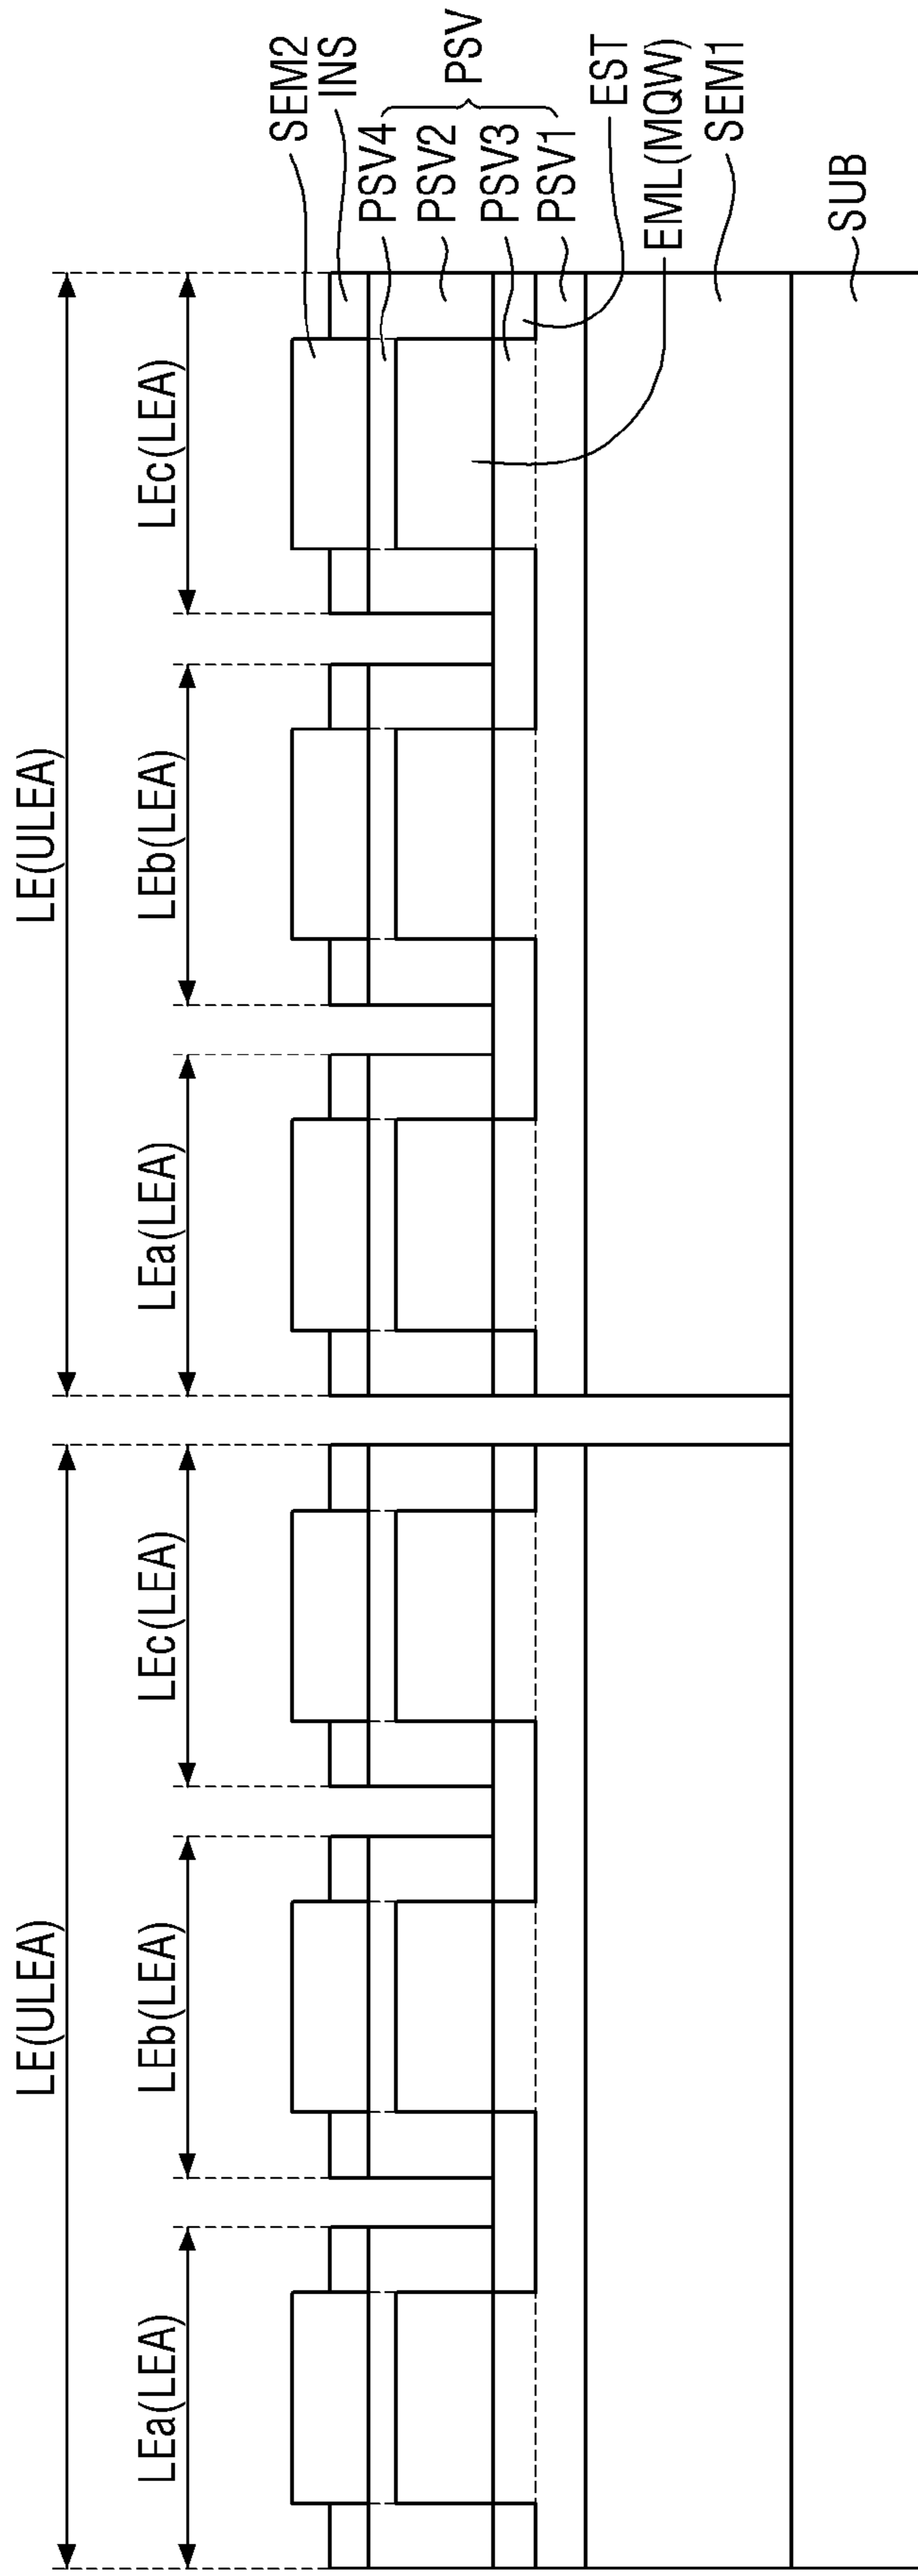 LE(ULEA)
LE(ULEA)
LEa(LEA)
LEb(LEA)
LEc(LEA)
LEa(LEA)
LEb(LEA)
LEc(LEA)
SEM2
INS
PSV4
PSV2
PSV3
PSV1
PSV
EST
EML(MQW)
SEM1
SUB